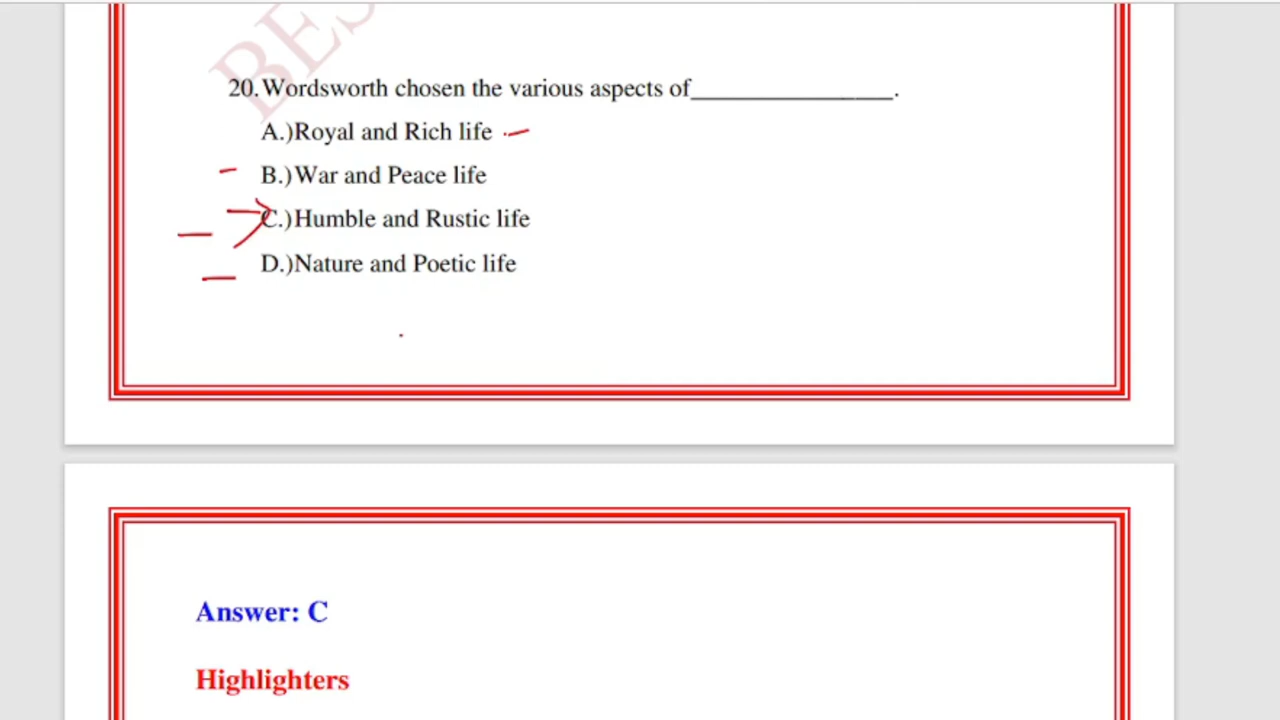 BES
20. Wordsworth chosen the various aspects of________________.
A.)Royal and Rich life
B.)War and Peace life
C.)Humble and Rustic life
D.)Nature and Poetic life
Answer: C
Highlighters